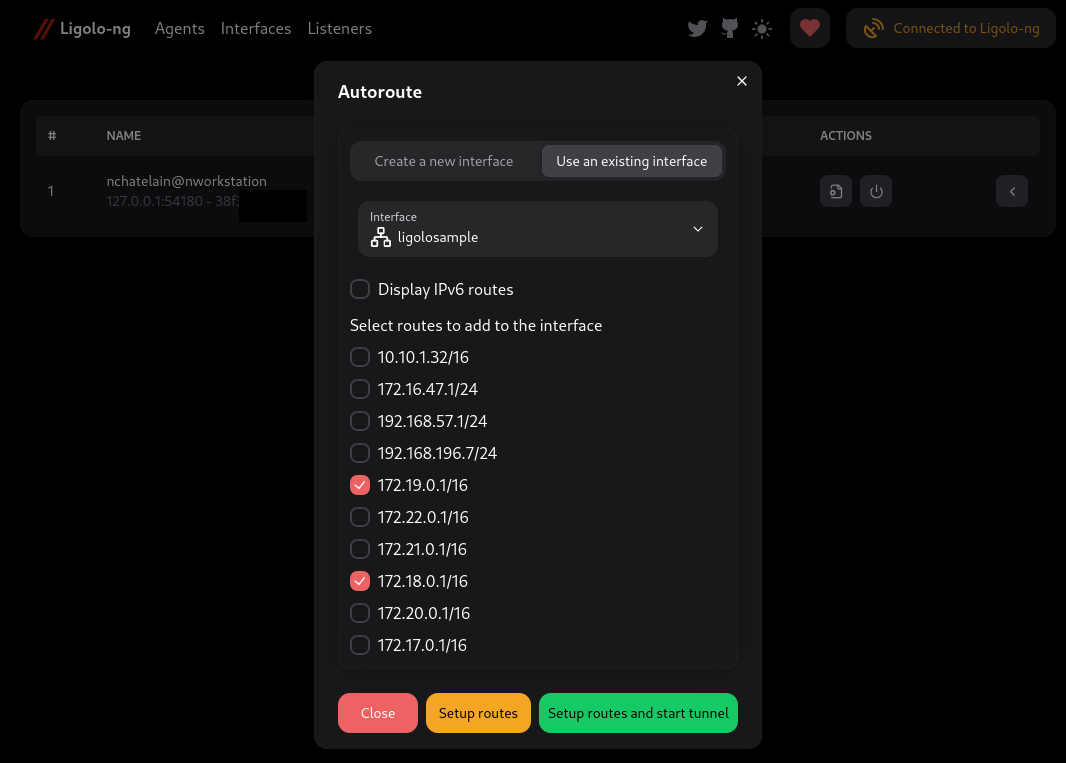 Ligolo-ng Agents Interfaces Listeners Connected to Ligolo-ng
Autoroute
# NAME ACTIONS
Create a new interface Use an existing interface
1 nchatelain@nworkstation
127.0.0.1:54180 - 38f
Interface
ligolosample
Display IPv6 routes
Select routes to add to the interface
10.10.1.32/16
172.16.47.1/24
192.168.57.1/24
192.168.196.7/24
172.19.0.1/16
172.22.0.1/16
172.21.0.1/16
172.18.0.1/16
172.20.0.1/16
172.17.0.1/16
Close Setup routes Setup routes and start tunnel